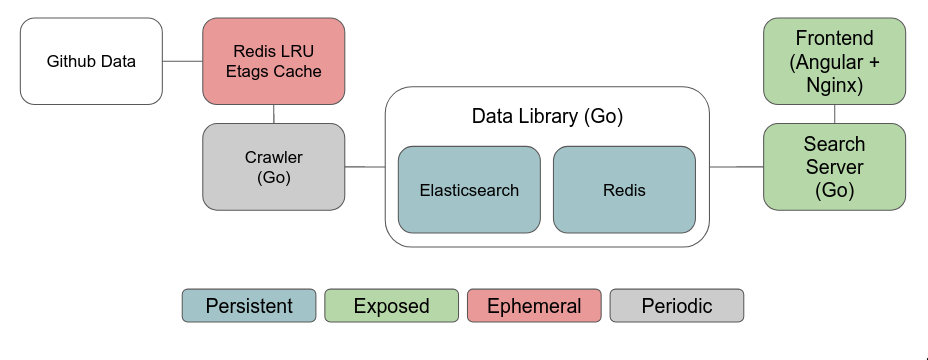 Github Data
Redis LRU
Etags Cache
Crawler
(Go)
Data Library (Go)
Elasticsearch
Redis
Frontend
(Angular +
Nginx)
Search
Server
(Go)
Persistent
Exposed
Ephemeral
Periodic